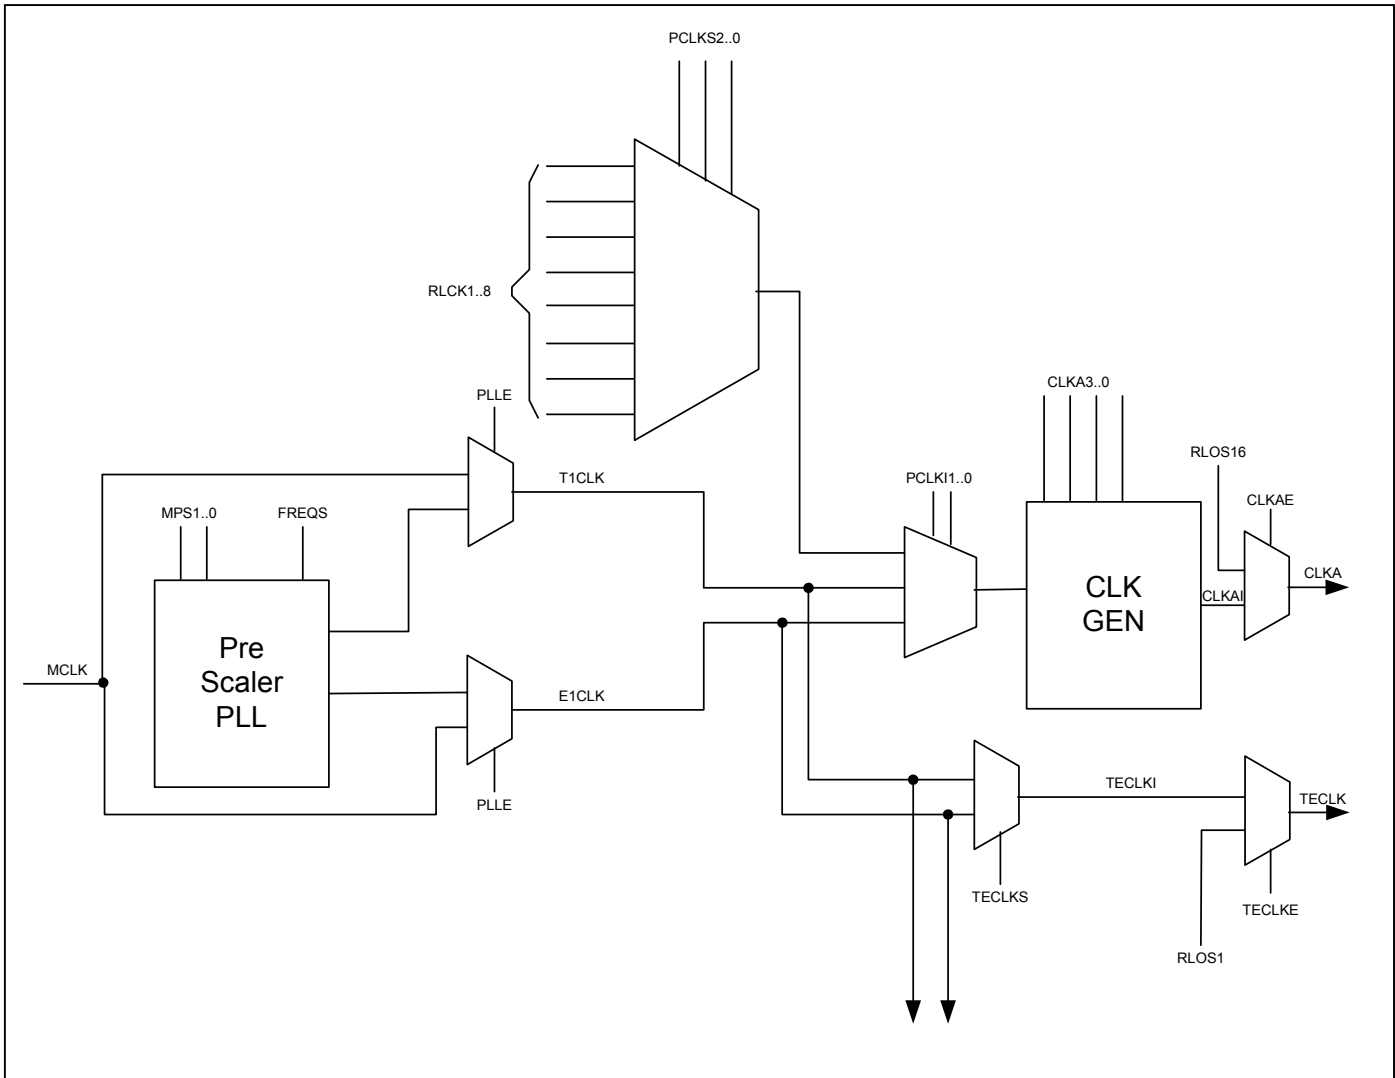 PCLKS2..0
RLCK1..8
PLLE
CLKA3..0
T1CLK
PCLKI1..0
RLOS16
CLKAE
MPS1..0
FREQS
CLKA
CLKAI
CLK
GEN
Pre
Scaler
PLL
MCLK
E1CLK
PLLE
TECLKI
TECLK
TECLKS
TECLKE
RLOS1